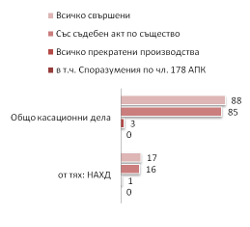 Всичко свършени
Със съдебен акт по същество
Всичко прекратени производства
в т.ч. Споразумения по чл. 178 АПК
88
Общо касационни дела
85
3
0
17
от тях: НАХД
16
1
0